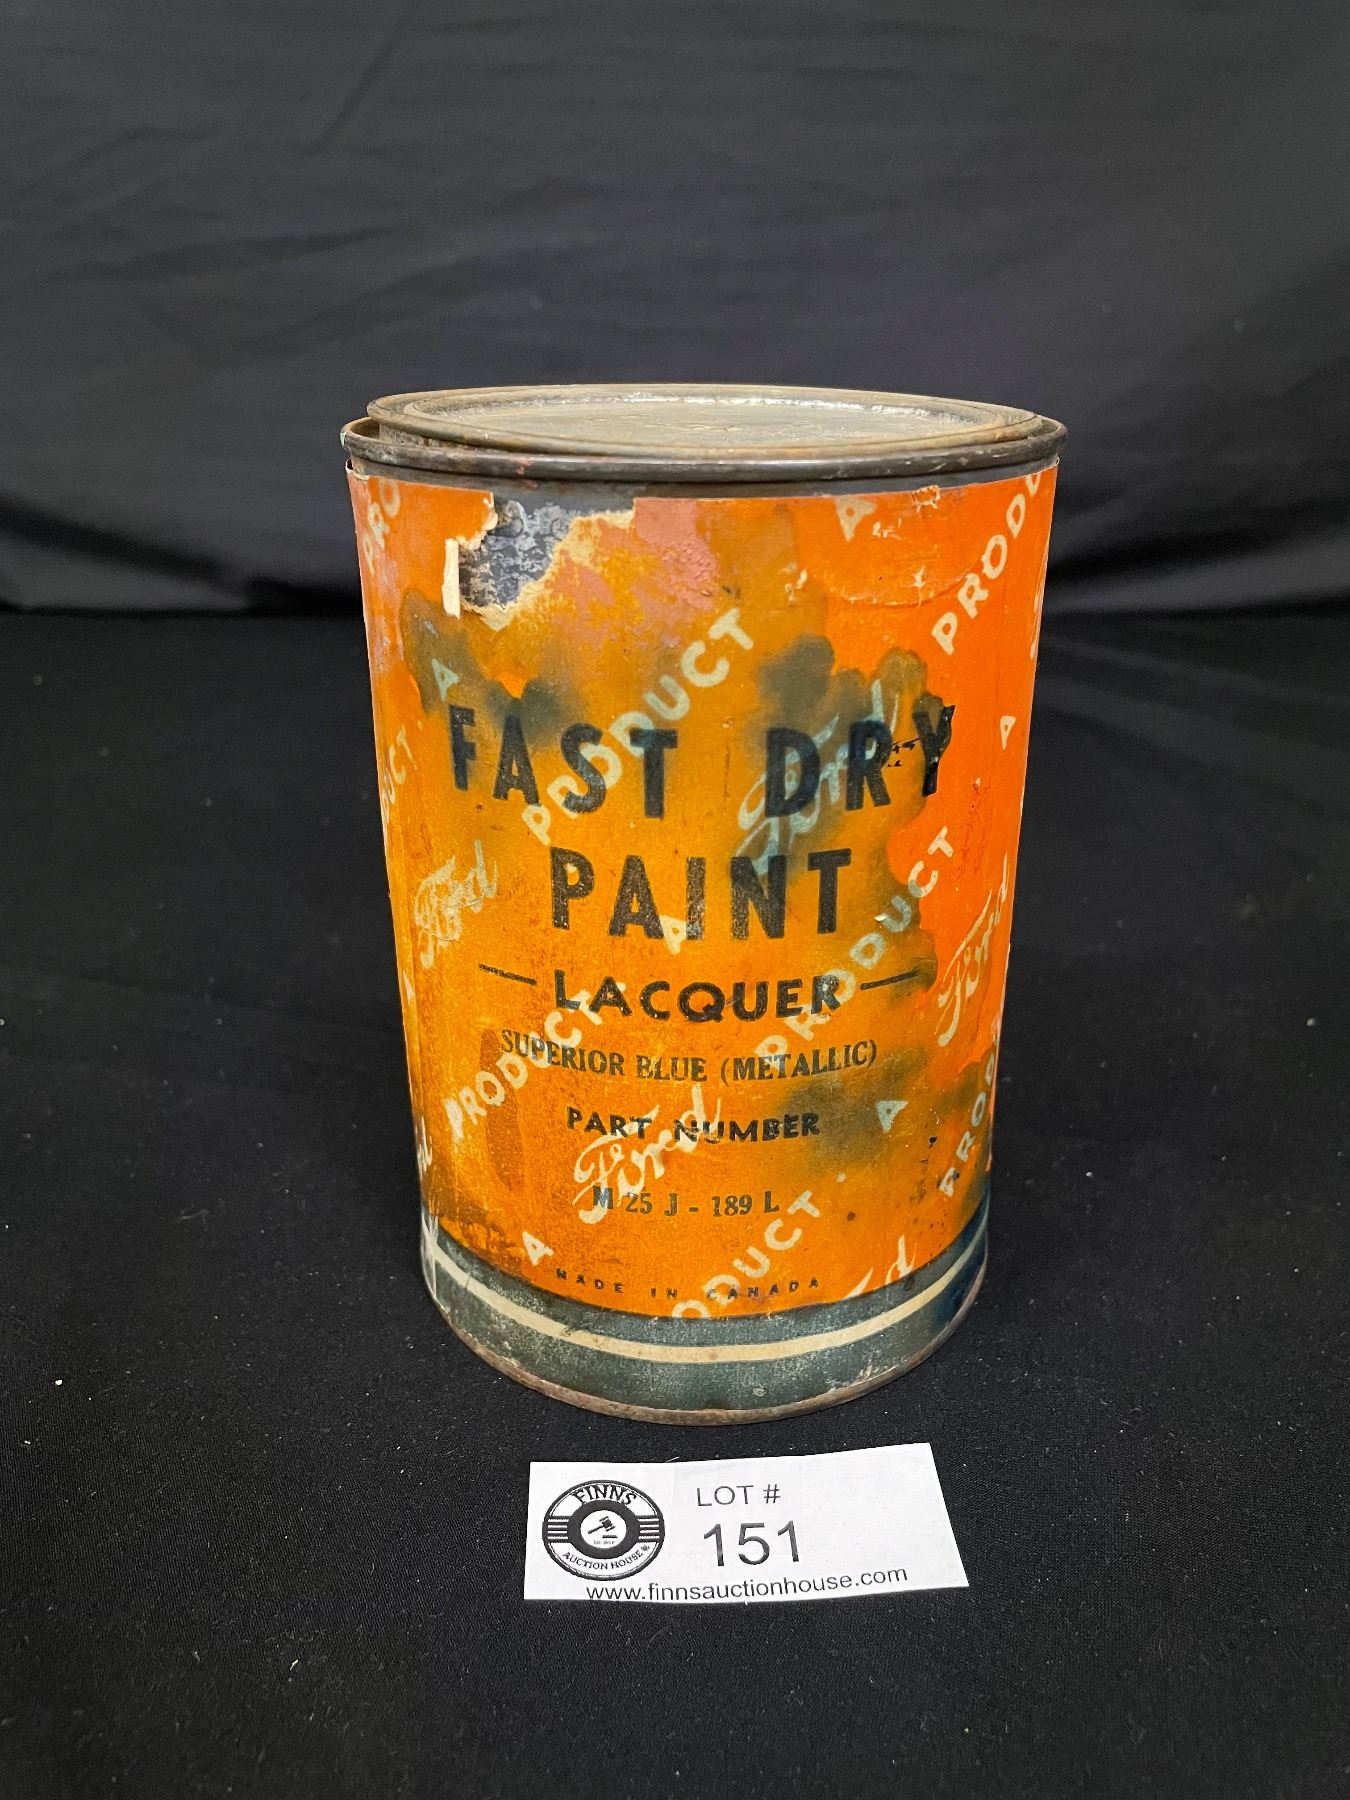 A Ford PRODUCT
FAST DRY
PAINT
LACQUER
SUPERIOR BLUE (METALLIC)
PART NUMBER
M 25 J - 189 L
MADE IN CANADA
FINNS
AUCTION HOUSE
LOT #
151
www.finnsauctionhouse.com